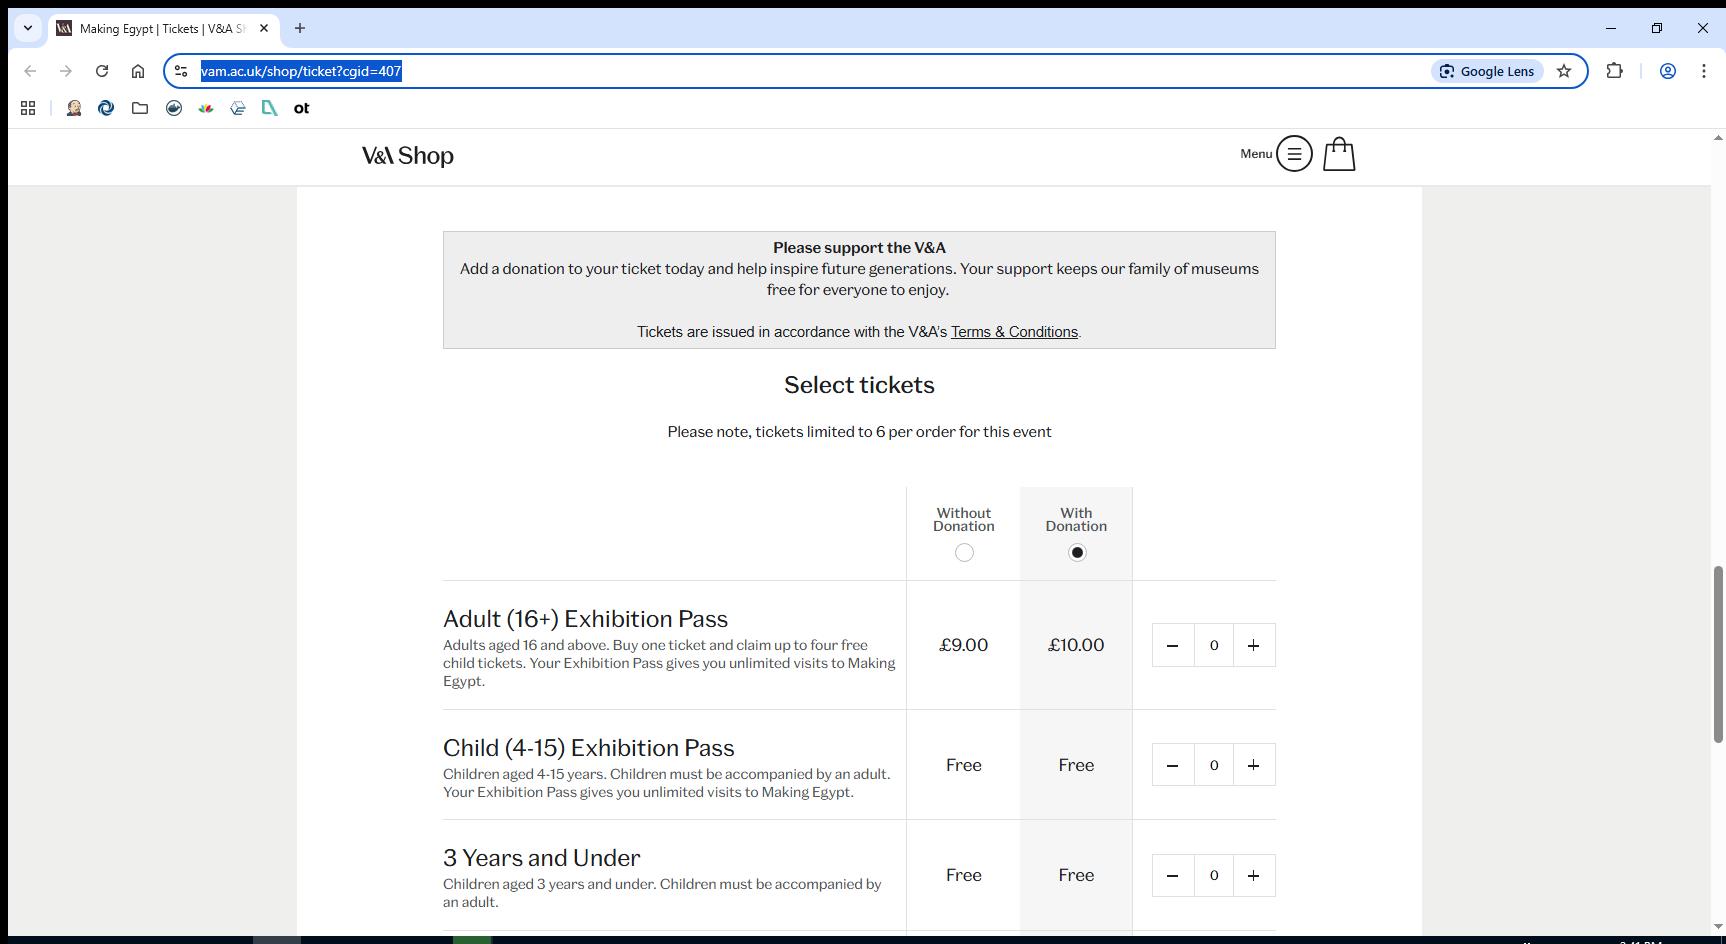 Making Egypt | Tickets | V&A Sh
vam.ac.uk/shop/ticket?cgid=407
Google Lens
ot
V&A Shop
Menu
Please support the V&A
Add a donation to your ticket today and help inspire future generations. Your support keeps our family of museums
free for everyone to enjoy.
Tickets are issued in accordance with the V&A's Terms & Conditions.
Select tickets
Please note, tickets limited to 6 per order for this event
Without
Donation
With
Donation
Adult (16+) Exhibition Pass
Adults aged 16 and above. Buy one ticket and claim up to four free
child tickets. Your Exhibition Pass gives you unlimited visits to Making
Egypt.
£9.00
£10.00
− 0 +
Child (4-15) Exhibition Pass
Children aged 4-15 years. Children must be accompanied by an adult.
Your Exhibition Pass gives you unlimited visits to Making Egypt.
Free
Free
− 0 +
3 Years and Under
Children aged 3 years and under. Children must be accompanied by
an adult.
Free
Free
− 0 +